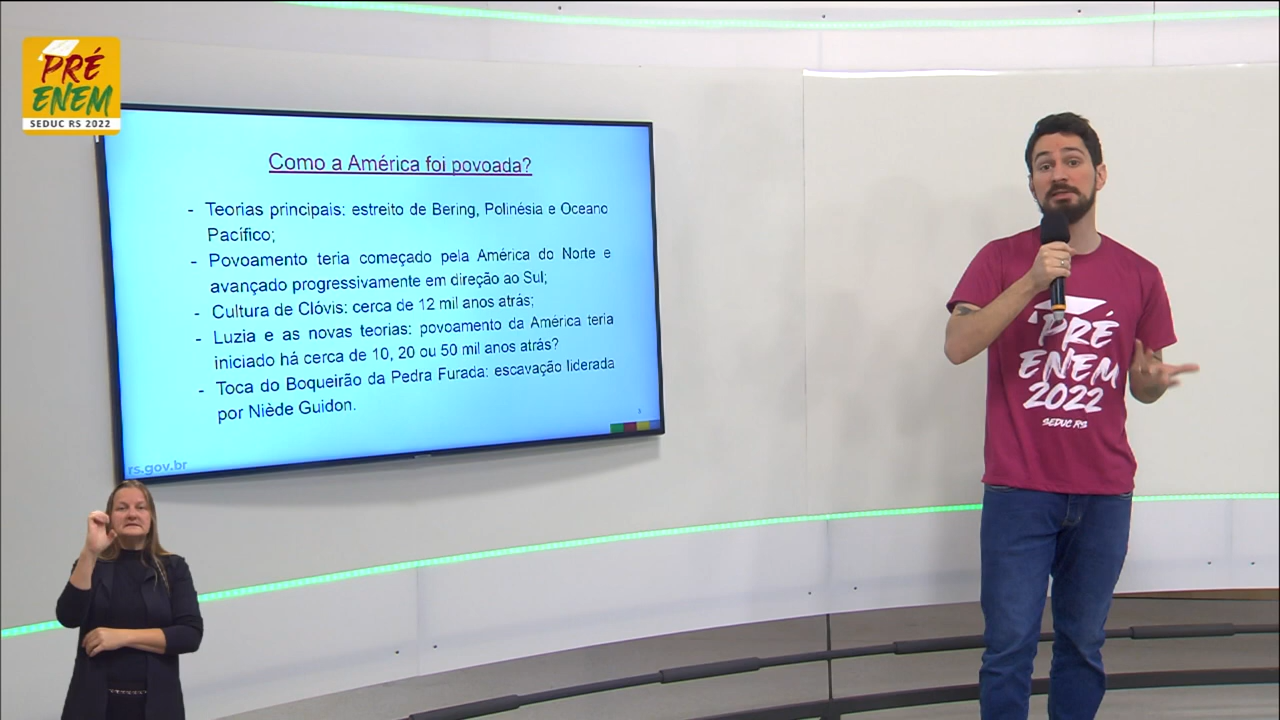 PRÉ
ENEM
SEDUC RS 2022
Como a América foi povoada?
- Teorias principais: estreito de Bering, Polinésia e Oceano
Pacífico;
- Povoamento teria começado pela América do Norte e
avançado progressivamente em direção ao Sul;
- Cultura de Clóvis: cerca de 12 mil anos atrás;
- Luzia e as novas teorias: povoamento da América teria
iniciado há cerca de 10, 20 ou 50 mil anos atrás?
- Toca do Boqueirão da Pedra Furada: escavação liderada
por Niède Guidon.
rs.gov.br
PRÉ
ENEM
2022
SEDUC RS